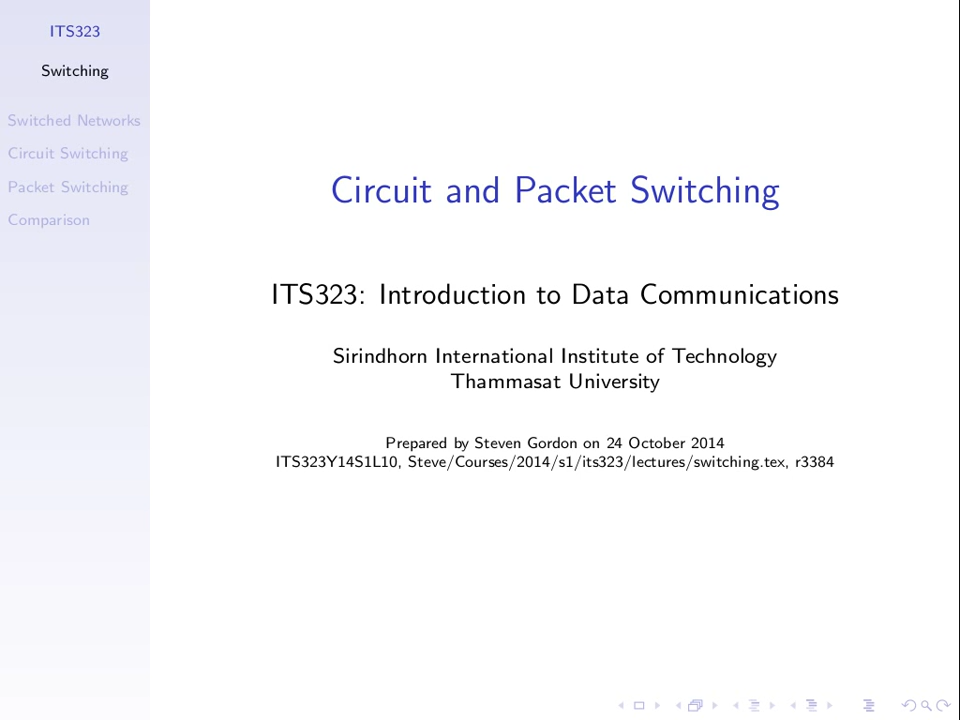 ITS323
Switching
Switched Networks
Circuit Switching
Packet Switching
Comparison
Circuit and Packet Switching
ITS323: Introduction to Data Communications
Sirindhorn International Institute of Technology
Thammasat University
Prepared by Steven Gordon on 24 October 2014
ITS323Y14S1L10, Steve/Courses/2014/s1/its323/lectures/switching.tex, r3384